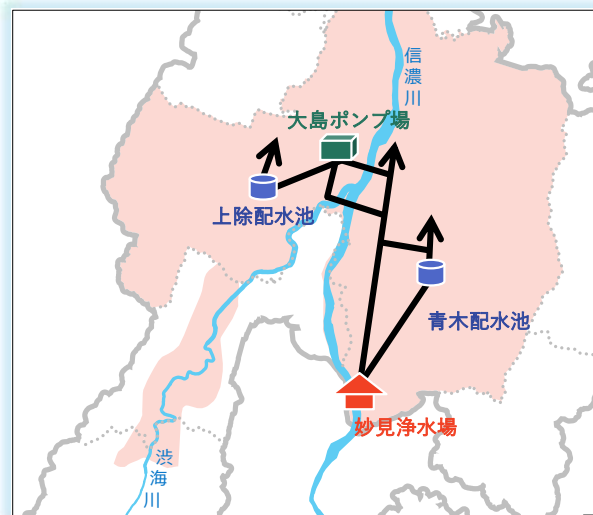 信濃川
大島ポンプ場
上除配水池
青木配水池
妙見浄水場
渋海川